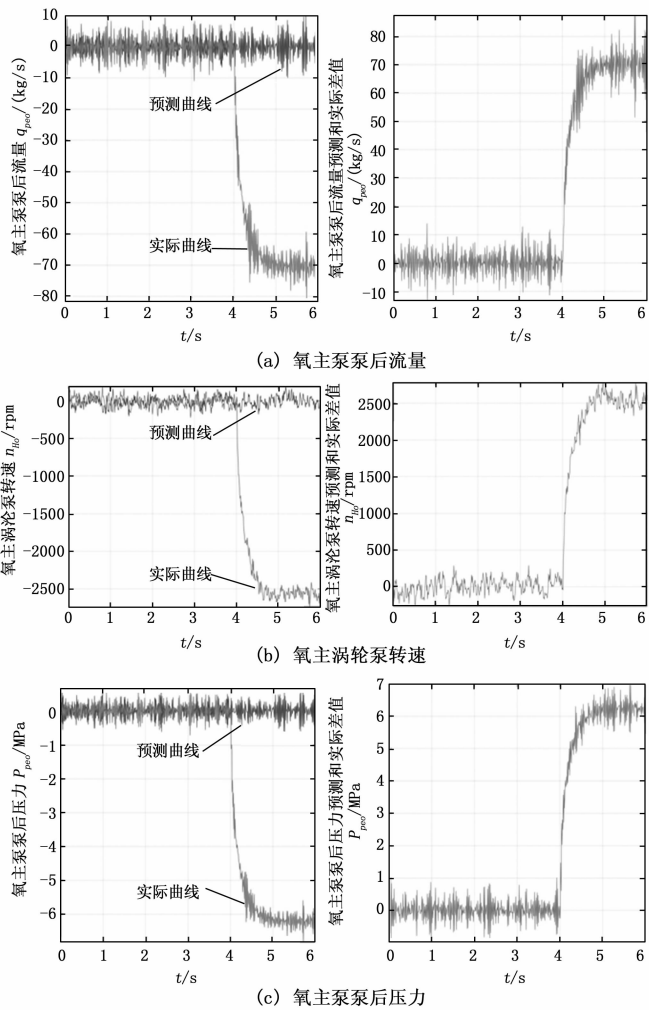 10
0
-10
-20
-30
-40
-50
-60
-70
-80
氧主泵泵后流量 q_peo/(kg/s)
预测曲线
实际曲线
0 1 2 3 4 5 6
t/s
80
70
60
50
40
30
20
10
0
-10
氧主泵泵后流量预测和实际差值
q_peo/(kg/s)
0 1 2 3 4 5 6
t/s
(a) 氧主泵泵后流量
0
-500
-1000
-1500
-2000
-2500
氧主涡沦泵转速 n_Ho/rpm
预测曲线
实际曲线
0 1 2 3 4 5 6
t/s
2500
2000
1500
1000
500
0
氧主涡沦泵转速预测和实际差值
n_Ho/rpm
0 1 2 3 4 5 6
t/s
(b) 氧主涡轮泵转速
0
-1
-2
-3
-4
-5
-6
氧主泵泵后压力 P_peo/MPa
预测曲线
实际曲线
0 1 2 3 4 5 6
t/s
7
6
5
4
3
2
1
0
氧主泵泵后压力预测和实际差值
P_peo/MPa
0 1 2 3 4 5 6
t/s
(c) 氧主泵泵后压力